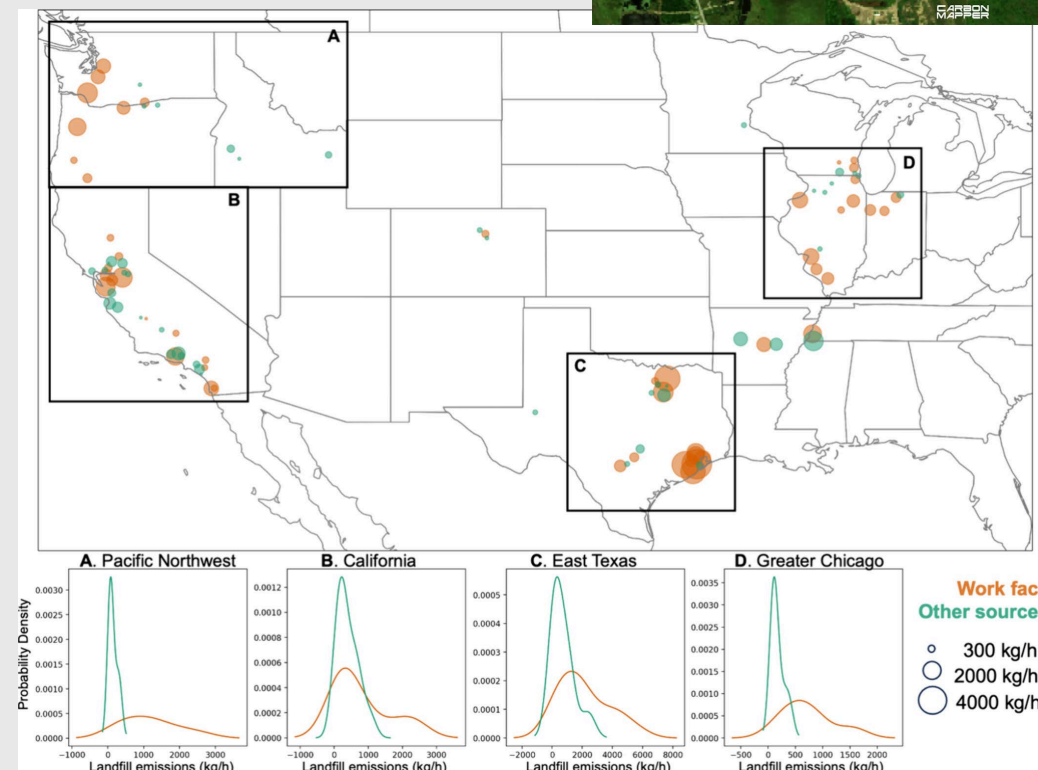 CARBON
MAPPER
A
B
C
D
A. Pacific Northwest
B. California
C. East Texas
D. Greater Chicago
Probability Density
0.0030
0.0025
0.0020
0.0015
0.0010
0.0005
0.0000
−1000 0 1000 2000 3000
Landfill emissions (kg/h)
0.0012
0.0010
0.0008
0.0006
0.0004
0.0002
0.0000
−1000 0 1000 2000 3000
Landfill emissions (kg/h)
0.0005
0.0004
0.0003
0.0002
0.0001
0.0000
−2000 0 2000 4000 6000 8000
Landfill emissions (kg/h)
0.0035
0.0030
0.0025
0.0020
0.0015
0.0010
0.0005
0.0000
−500 0 500 1000 1500 2000
Landfill emissions (kg/h)
Work fac
Other source
300 kg/h
2000 kg/h
4000 kg/h